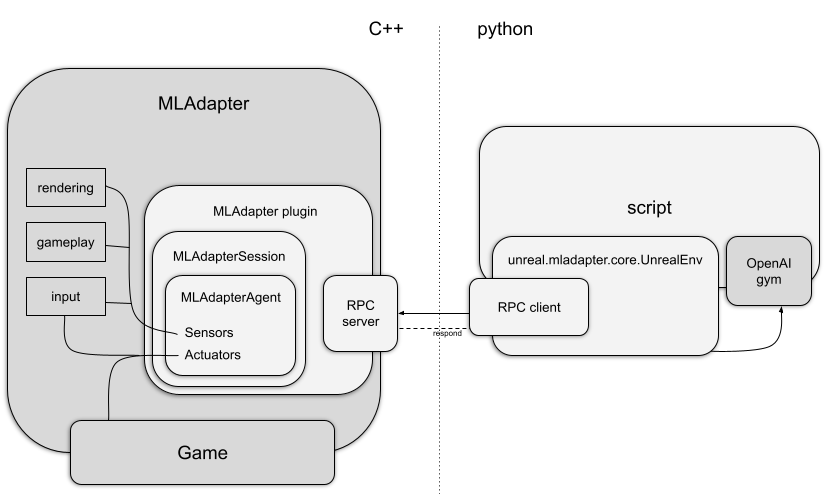 C++
python
MLAdapter
rendering
gameplay
input
MLAdapter plugin
MLAdapterSession
MLAdapterAgent
Sensors
Actuators
RPC
server
Game
respond
script
unreal.mladapter.core.UnrealEnv
RPC client
OpenAI
gym